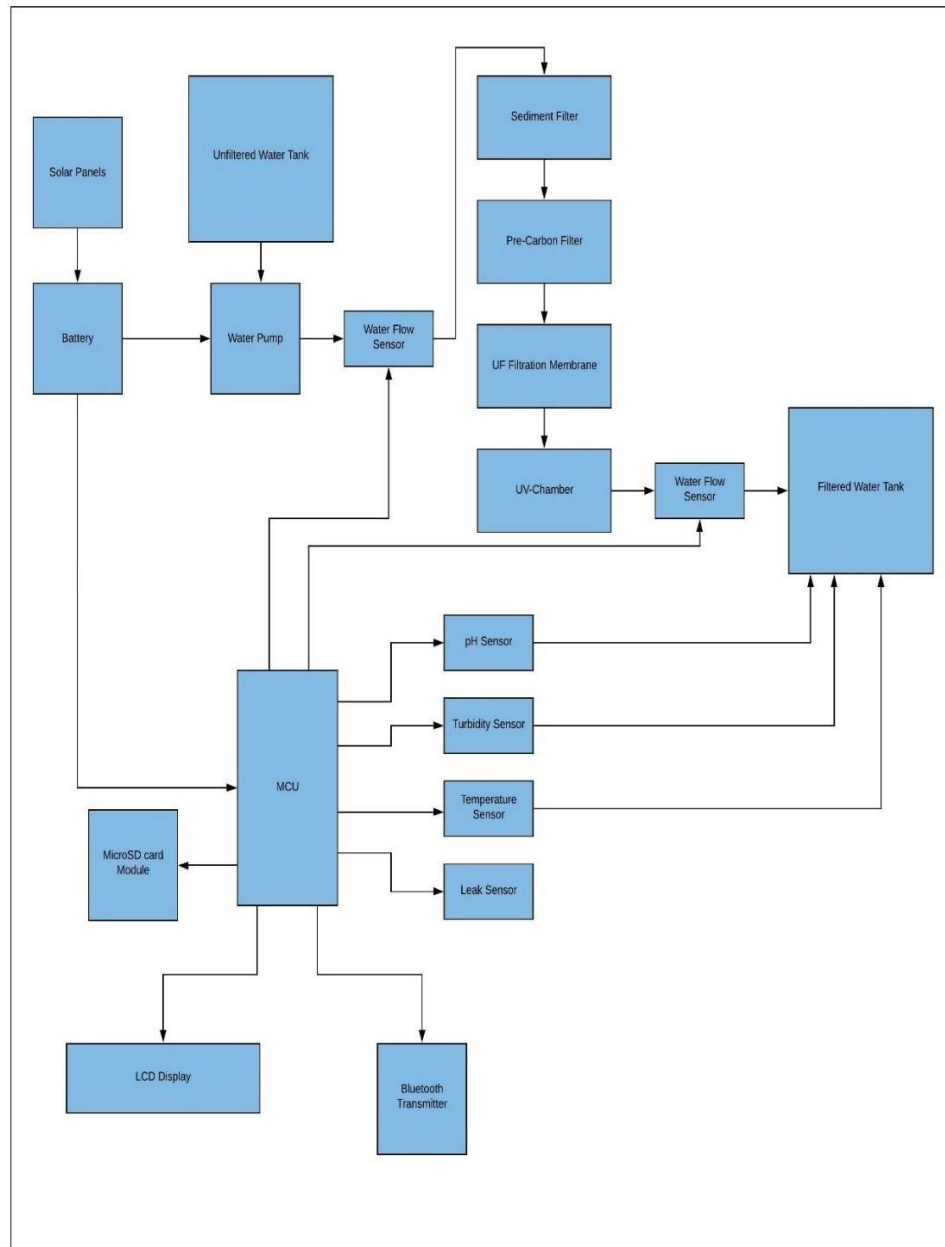 Solar Panels
Unfiltered Water Tank
Sediment Filter
Pre-Carbon Filter
Battery
Water Pump
Water Flow
Sensor
UF Filtration Membrane
UV-Chamber
Water Flow
Sensor
Filtered Water Tank
pH Sensor
Turbidity Sensor
MCU
Temperature
Sensor
MicroSD card
Module
Leak Sensor
LCD Display
Bluetooth
Transmitter